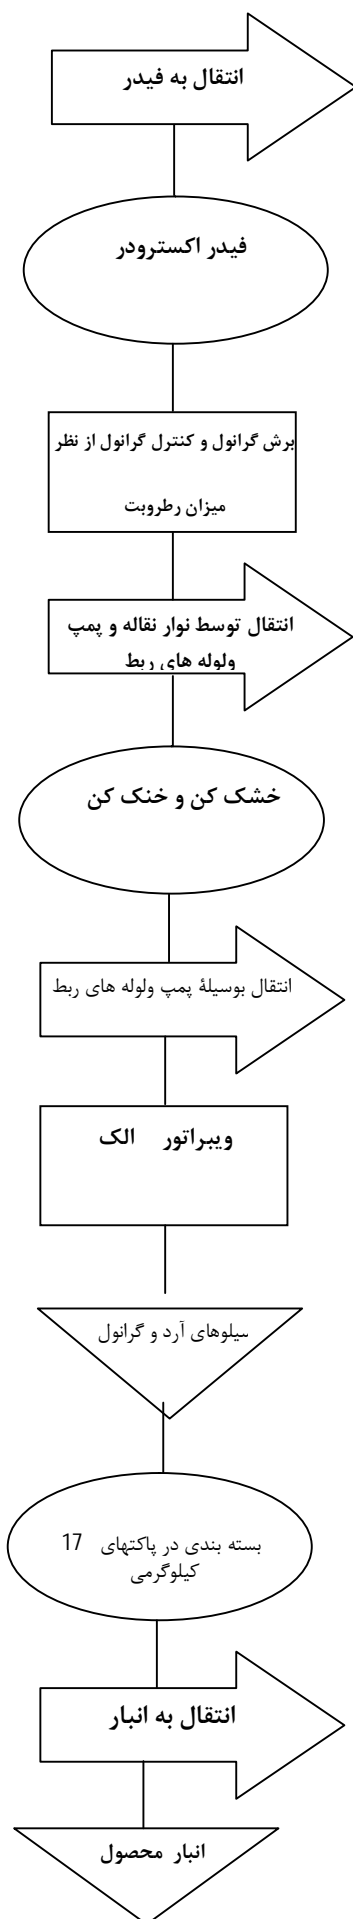 انتقال به فیدر
فیدر اکسترودر
برش گرانول و کنترل گرانول از نظر
میزان رطروبت
انتقال توسط نوار نقاله و پمپ
ولوله های ربط
خشک کن و خنک کن
انتقال بوسیلۀ پمپ ولوله های ربط
ویبراتور الک
سیلوهای آرد و گرانول
بسته بندی در پاکتهای 17
کیلوگرمی
انتقال به انبار
انبار محصول